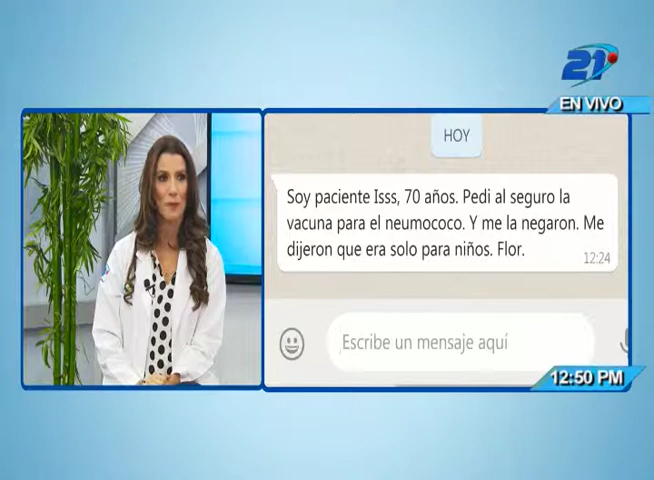 21
EN VIVO
HOY
Soy paciente Isss, 70 años. Pedi al seguro la
vacuna para el neumococo. Y me la negaron. Me
dijeron que era solo para niños. Flor.
12:24
Escribe un mensaje aquí
12:50 PM